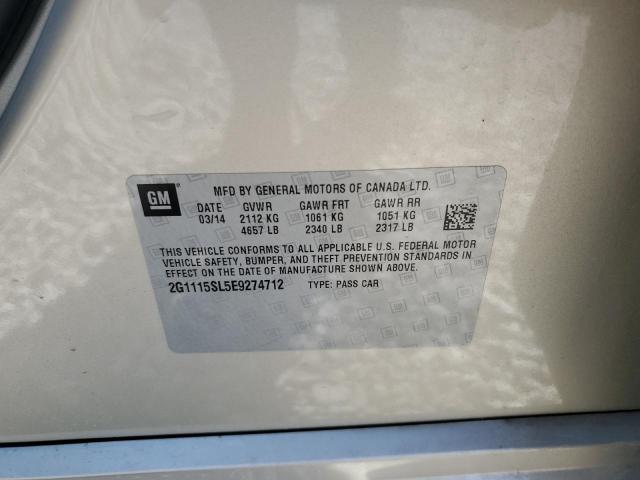 GM
MFD BY GENERAL MOTORS OF CANADA LTD.
DATE GVWR GAWR FRT GAWR RR
03/14 2112 KG 1061 KG 1051 KG
4657 LB 2340 LB 2317 LB
THIS VEHICLE CONFORMS TO ALL APPLICABLE U.S. FEDERAL MOTOR
VEHICLE SAFETY, BUMPER, AND THEFT PREVENTION STANDARDS IN
EFFECT ON THE DATE OF MANUFACTURE SHOWN ABOVE.
2G1115SL5E9274712 TYPE: PASS CAR